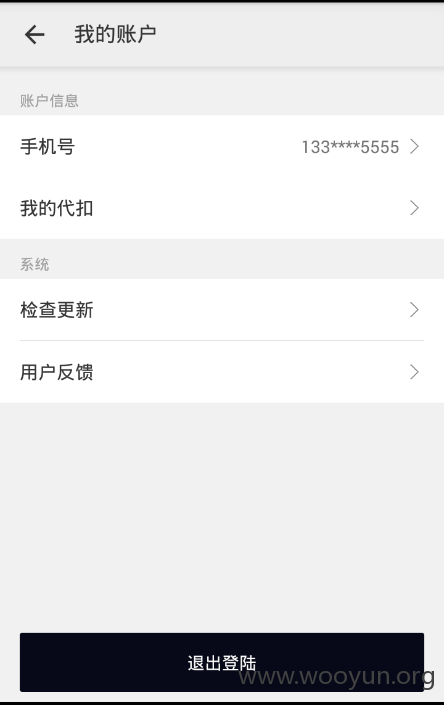 我的账户
账户信息
手机号 133****5555
我的代扣
系统
检查更新
用户反馈
退出登陆
www.wooyun.org